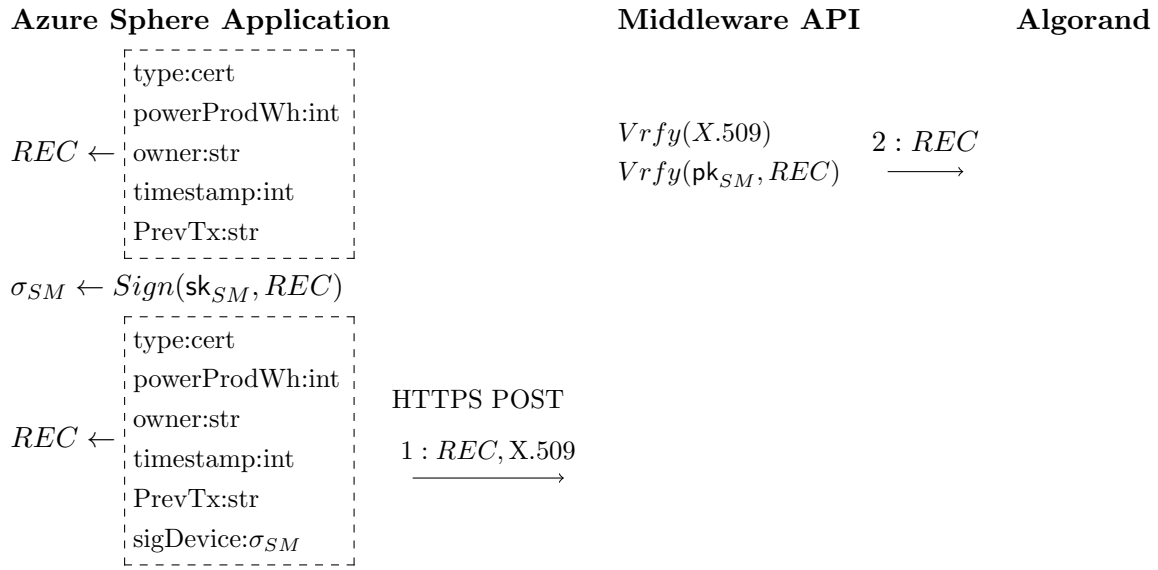 Azure Sphere Application Middleware API Algorand
type:cert
powerProdWh:int
REC ← owner:str
timestamp:int
PrevTx:str
Vrfy(X.509)
Vrfy(pk_SM, REC)
2 : REC
σ_SM ← Sign(sk_SM, REC)
type:cert
powerProdWh:int
owner:str
REC ←
timestamp:int
PrevTx:str
sigDevice:σ_SM
HTTPS POST
1 : REC, X.509